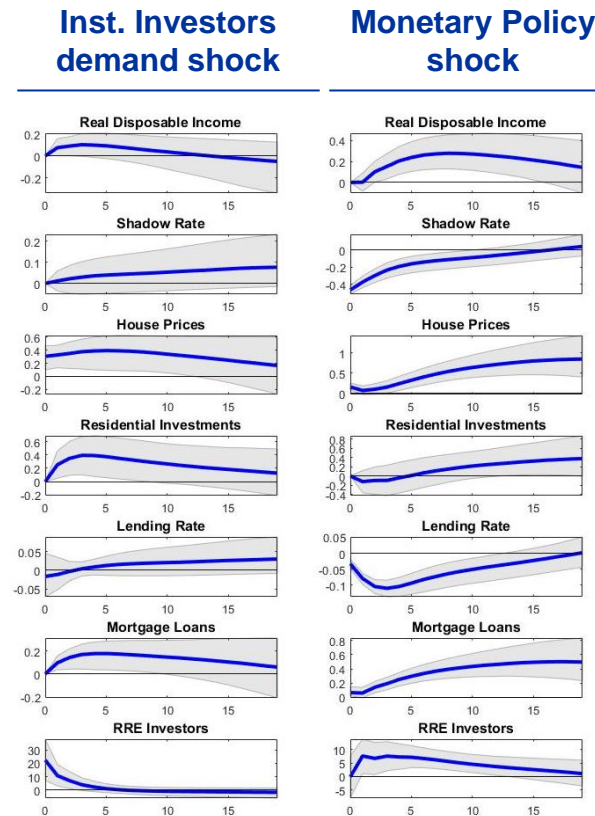 Inst. Investors
demand shock
Monetary Policy
shock
Real Disposable Income
0.2
0
-0.2
0 5 10 15
Shadow Rate
0.2
0.1
0
0 5 10 15
House Prices
0.6
0.4
0.2
0
-0.2
0 5 10 15
Residential Investments
0.6
0.4
0.2
0
-0.2
0 5 10 15
Lending Rate
0.05
0
-0.05
0 5 10 15
Mortgage Loans
0.2
0
-0.2
0 5 10 15
RRE Investors
30
20
10
0
0 5 10 15
Real Disposable Income
0.4
0.2
0
0 5 10 15
Shadow Rate
0
-0.2
-0.4
0 5 10 15
House Prices
1
0.5
0
0 5 10 15
Residential Investments
0.8
0.6
0.4
0.2
0
-0.2
-0.4
0 5 10 15
Lending Rate
0.05
0
-0.05
-0.1
0 5 10 15
Mortgage Loans
0.8
0.6
0.4
0.2
0
0 5 10 15
RRE Investors
10
5
0
-5
0 5 10 15